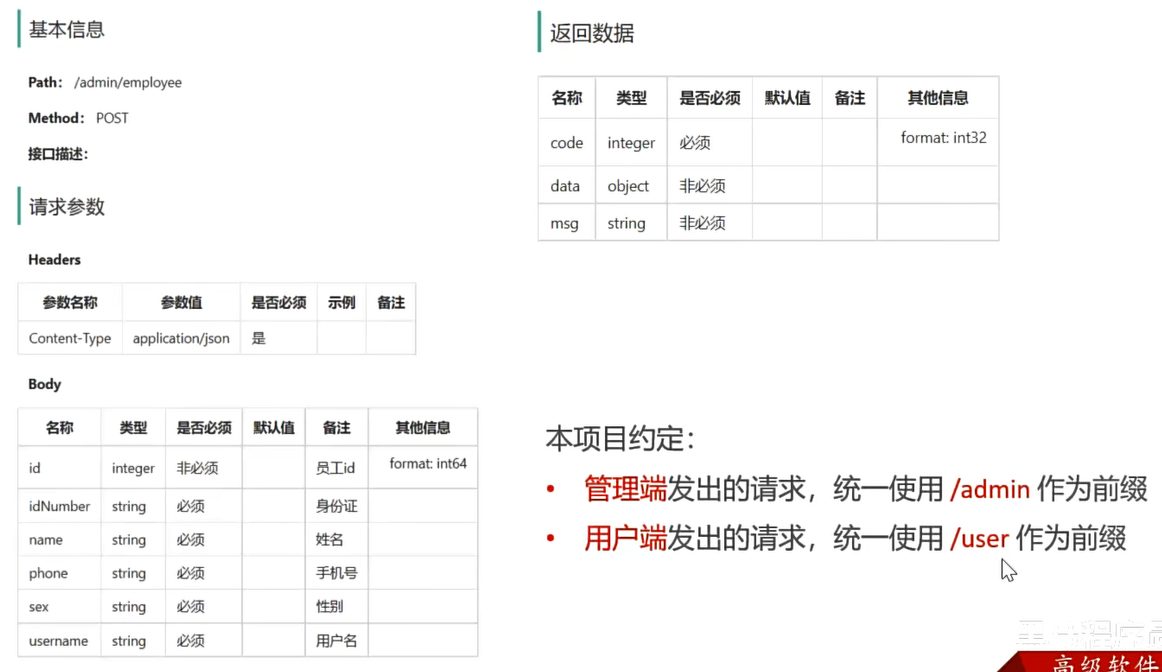 基本信息
Path： /admin/employee
Method： POST
接口描述：
请求参数
Headers
参数名称 参数值 是否必须 示例 备注
Content-Type application/json 是
Body
名称 类型 是否必须 默认值 备注 其他信息
id integer 非必须 员工id format: int64
idNumber string 必须 身份证
name string 必须 姓名
phone string 必须 手机号
sex string 必须 性别
username string 必须 用户名
返回数据
名称 类型 是否必须 默认值 备注 其他信息
code integer 必须 format: int32
data object 非必须
msg string 非必须
本项目约定：
• 管理端发出的请求，统一使用 /admin 作为前缀
• 用户端发出的请求，统一使用 /user 作为前缀
高级软件